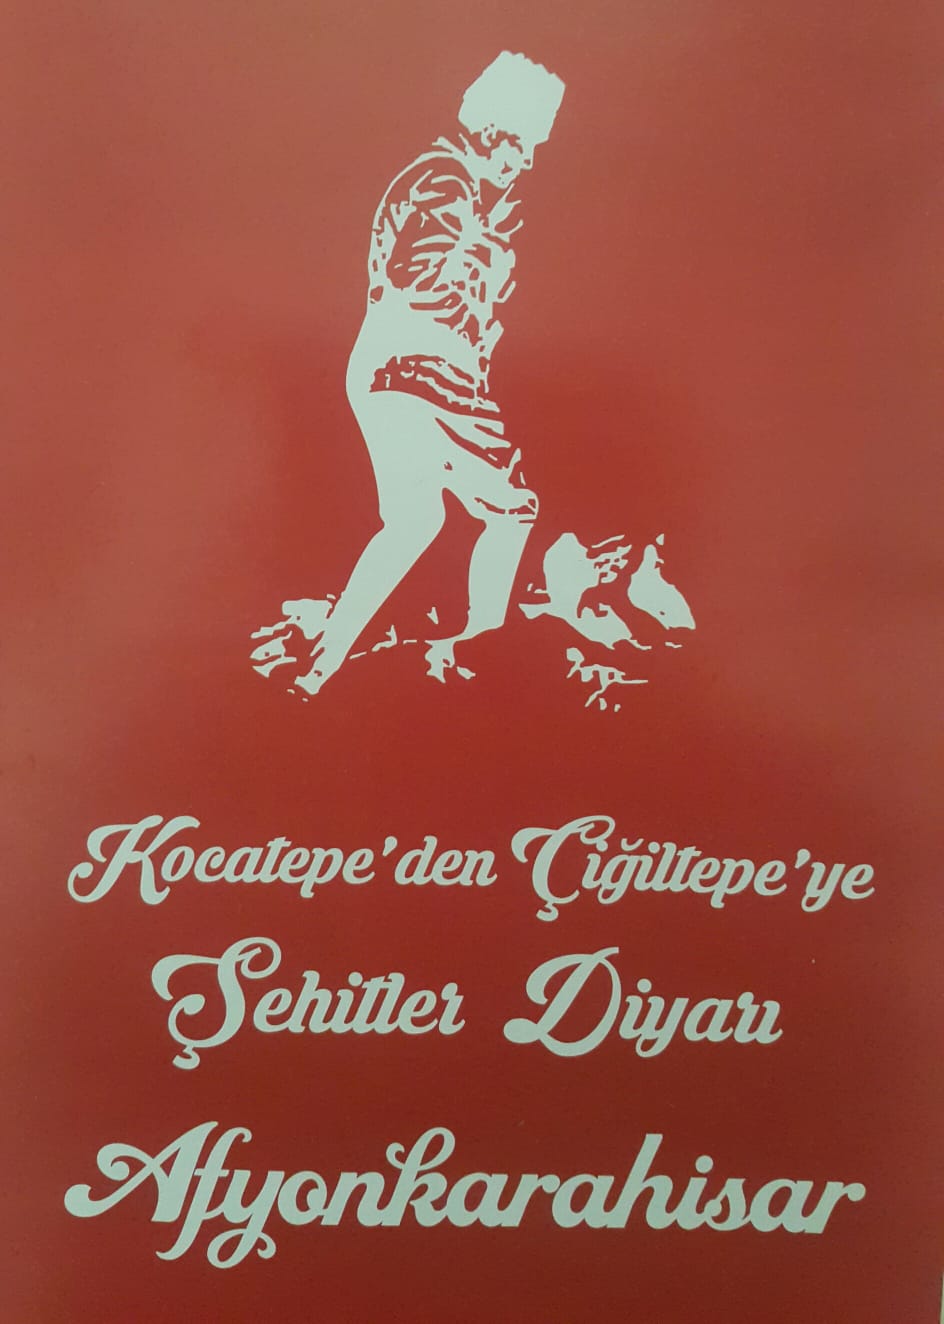 Kocatepe'den Çiğiltepe'ye
Şehitler Diyarı
Afyonkarahisar